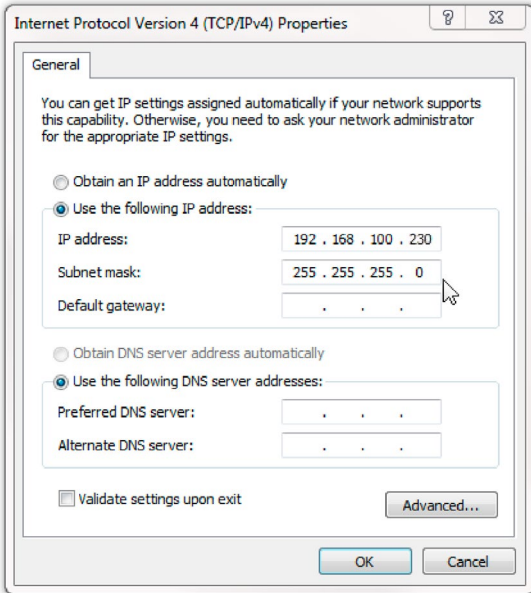 Internet Protocol Version 4 (TCP/IPv4) Properties
General
You can get IP settings assigned automatically if your network supports
this capability. Otherwise, you need to ask your network administrator
for the appropriate IP settings.
Obtain an IP address automatically
Use the following IP address:
IP address: 192 . 168 . 100 . 230
Subnet mask: 255 . 255 . 255 . 0
Default gateway: . . .
Obtain DNS server address automatically
Use the following DNS server addresses:
Preferred DNS server: . . .
Alternate DNS server: . . .
Validate settings upon exit
Advanced...
OK Cancel